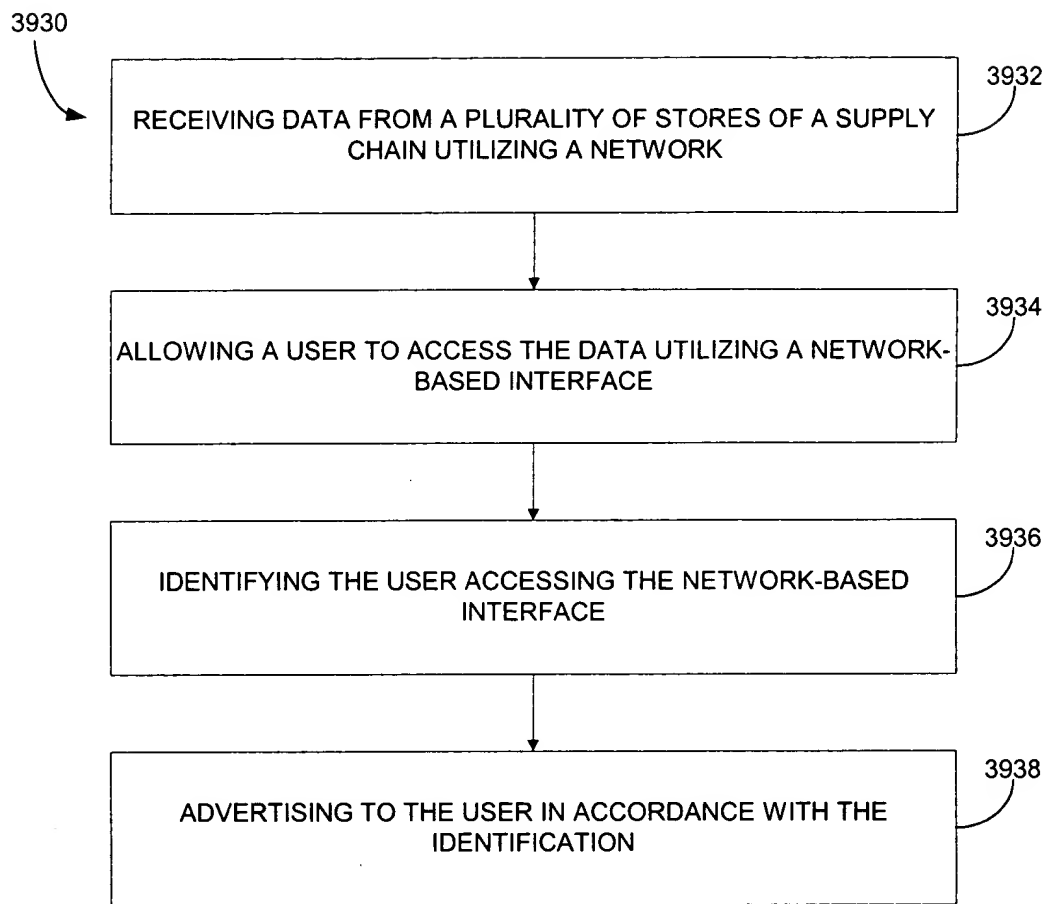 3930
3932
RECEIVING DATA FROM A PLURALITY OF STORES OF A SUPPLY
CHAIN UTILIZING A NETWORK
3934
ALLOWING A USER TO ACCESS THE DATA UTILIZING A NETWORK-
BASED INTERFACE
3936
IDENTIFYING THE USER ACCESSING THE NETWORK-BASED
INTERFACE
3938
ADVERTISING TO THE USER IN ACCORDANCE WITH THE
IDENTIFICATION